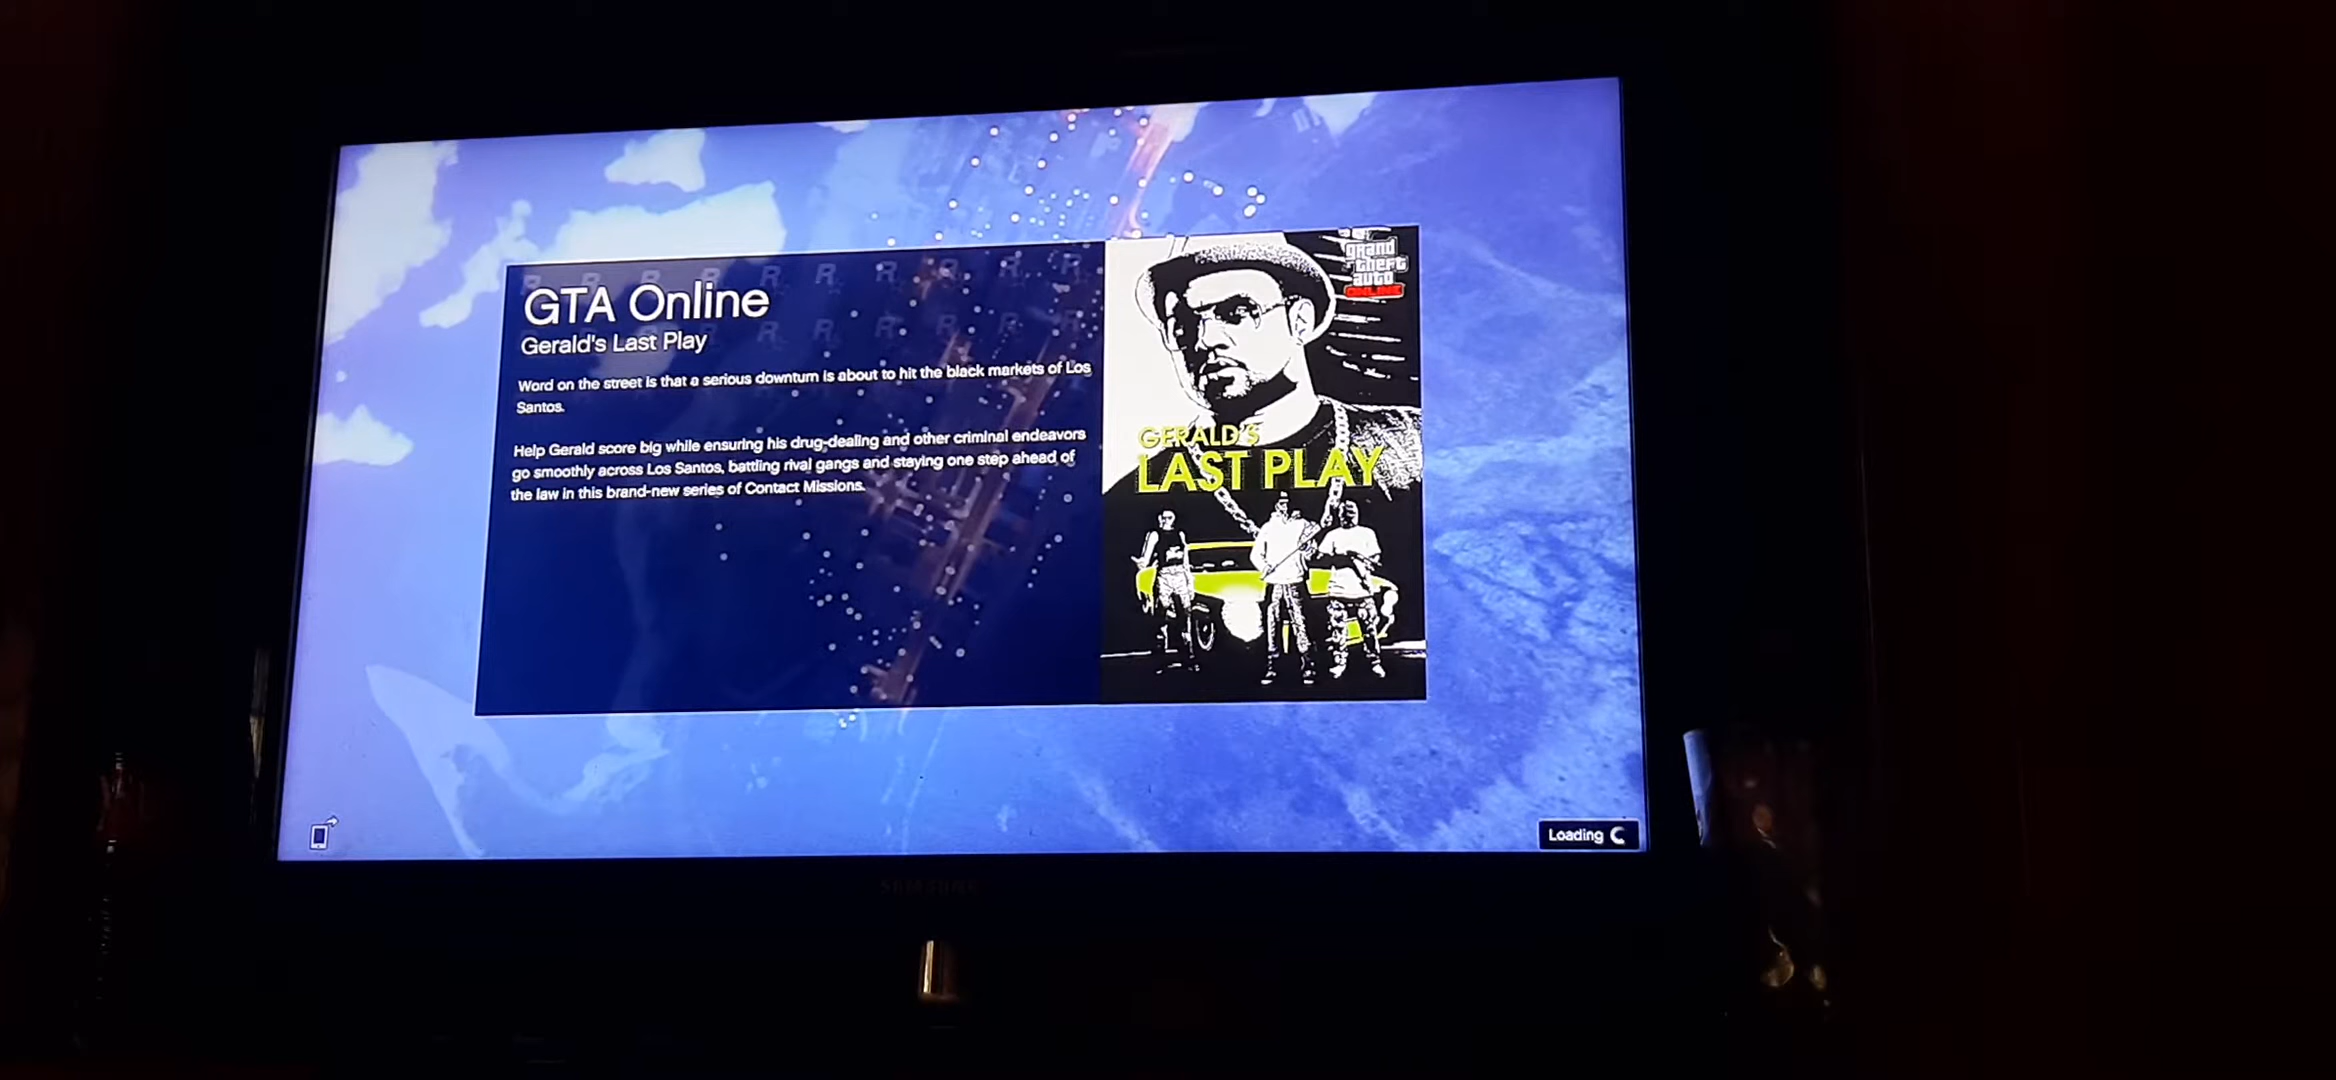 GTA Online
Gerald's Last Play
Word on the street is that a serious downturn is about to hit the black markets of Los
Santos.
Help Gerald score big while ensuring his drug-dealing and other criminal endeavors
go smoothly across Los Santos, battling rival gangs and staying one step ahead of
the law in this brand-new series of Contact Missions.
grand
theft
auto
ONLINE
GERALD'S
LAST PLAY
Loading
SAMSUNG